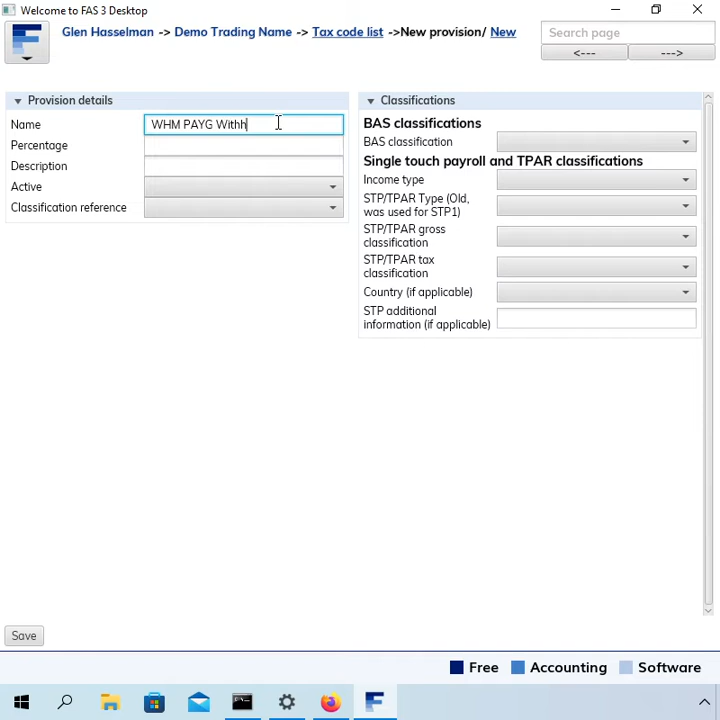 Welcome to FAS 3 Desktop
Glen Hasselman -> Demo Trading Name -> Tax code list ->New provision/ New
Search page
<---
--->
Provision details
Name
WHM PAYG Withh
Percentage
Description
Active
Classification reference
Classifications
BAS classifications
BAS classification
Single touch payroll and TPAR classifications
Income type
STP/TPAR Type (Old,
was used for STP1)
STP/TPAR gross
classification
STP/TPAR tax
classification
Country (if applicable)
STP additional
information (if applicable)
Save
Free
Accounting
Software